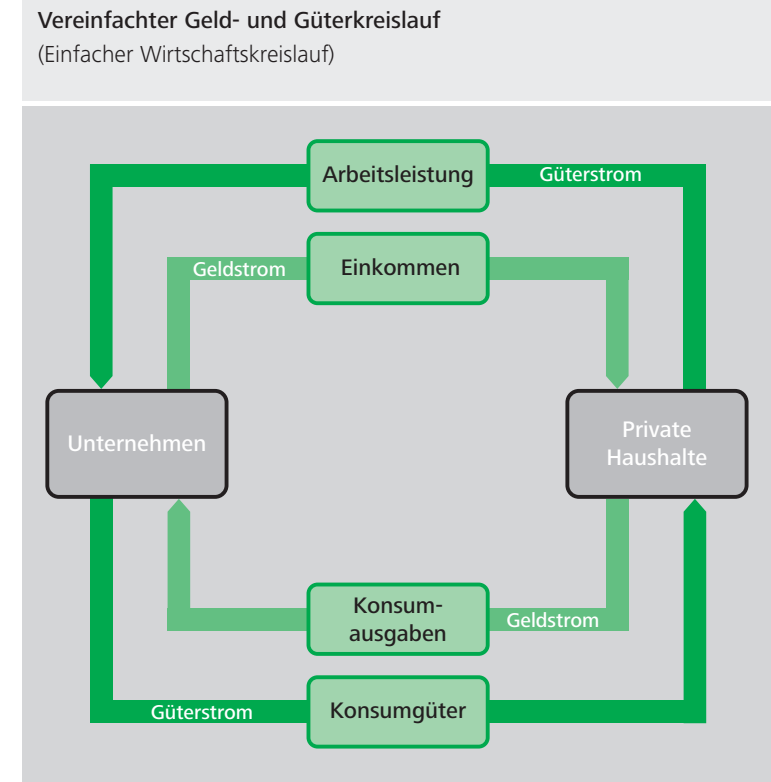 Vereinfachter Geld- und Güterkreislauf
(Einfacher Wirtschaftskreislauf)
Arbeitsleistung
Güterstrom
Geldstrom
Einkommen
Unternehmen
Private
Haushalte
Konsum-
ausgaben
Geldstrom
Güterstrom
Konsumgüter